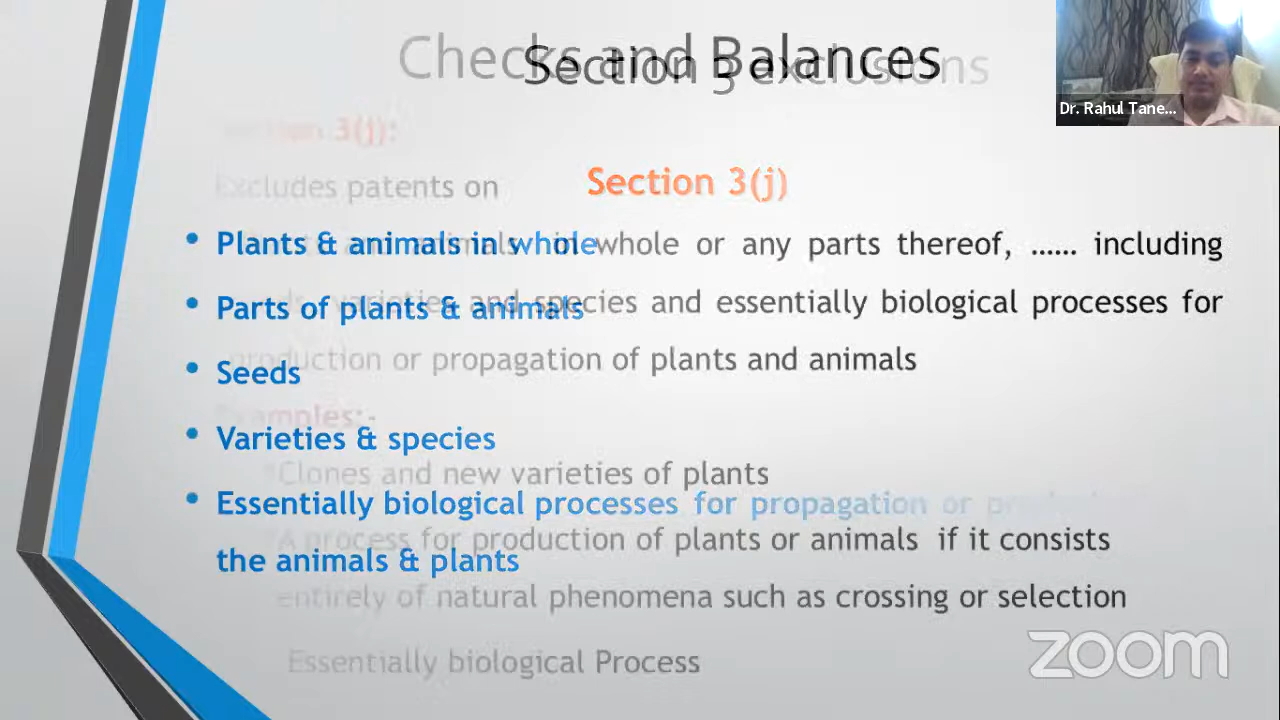 Checks and Balances
Section 3 exclusions
Dr. Rahul Tane...
Section 3(j):
Excludes patents on
Section 3(j)
Plants & animals in whole
in whole or any parts thereof, …... including
varieties and species and essentially biological processes for
Parts of plants & animals
production or propagation of plants and animals
• Seeds
Examples:-
• Varieties & species
Clones and new varieties of plants
• Essentially biological processes for propagation or
*A process for production of plants or animals if it consists
the animals & plants
entirely of natural phenomena such as crossing or selection
Essentially biological Process
zoom